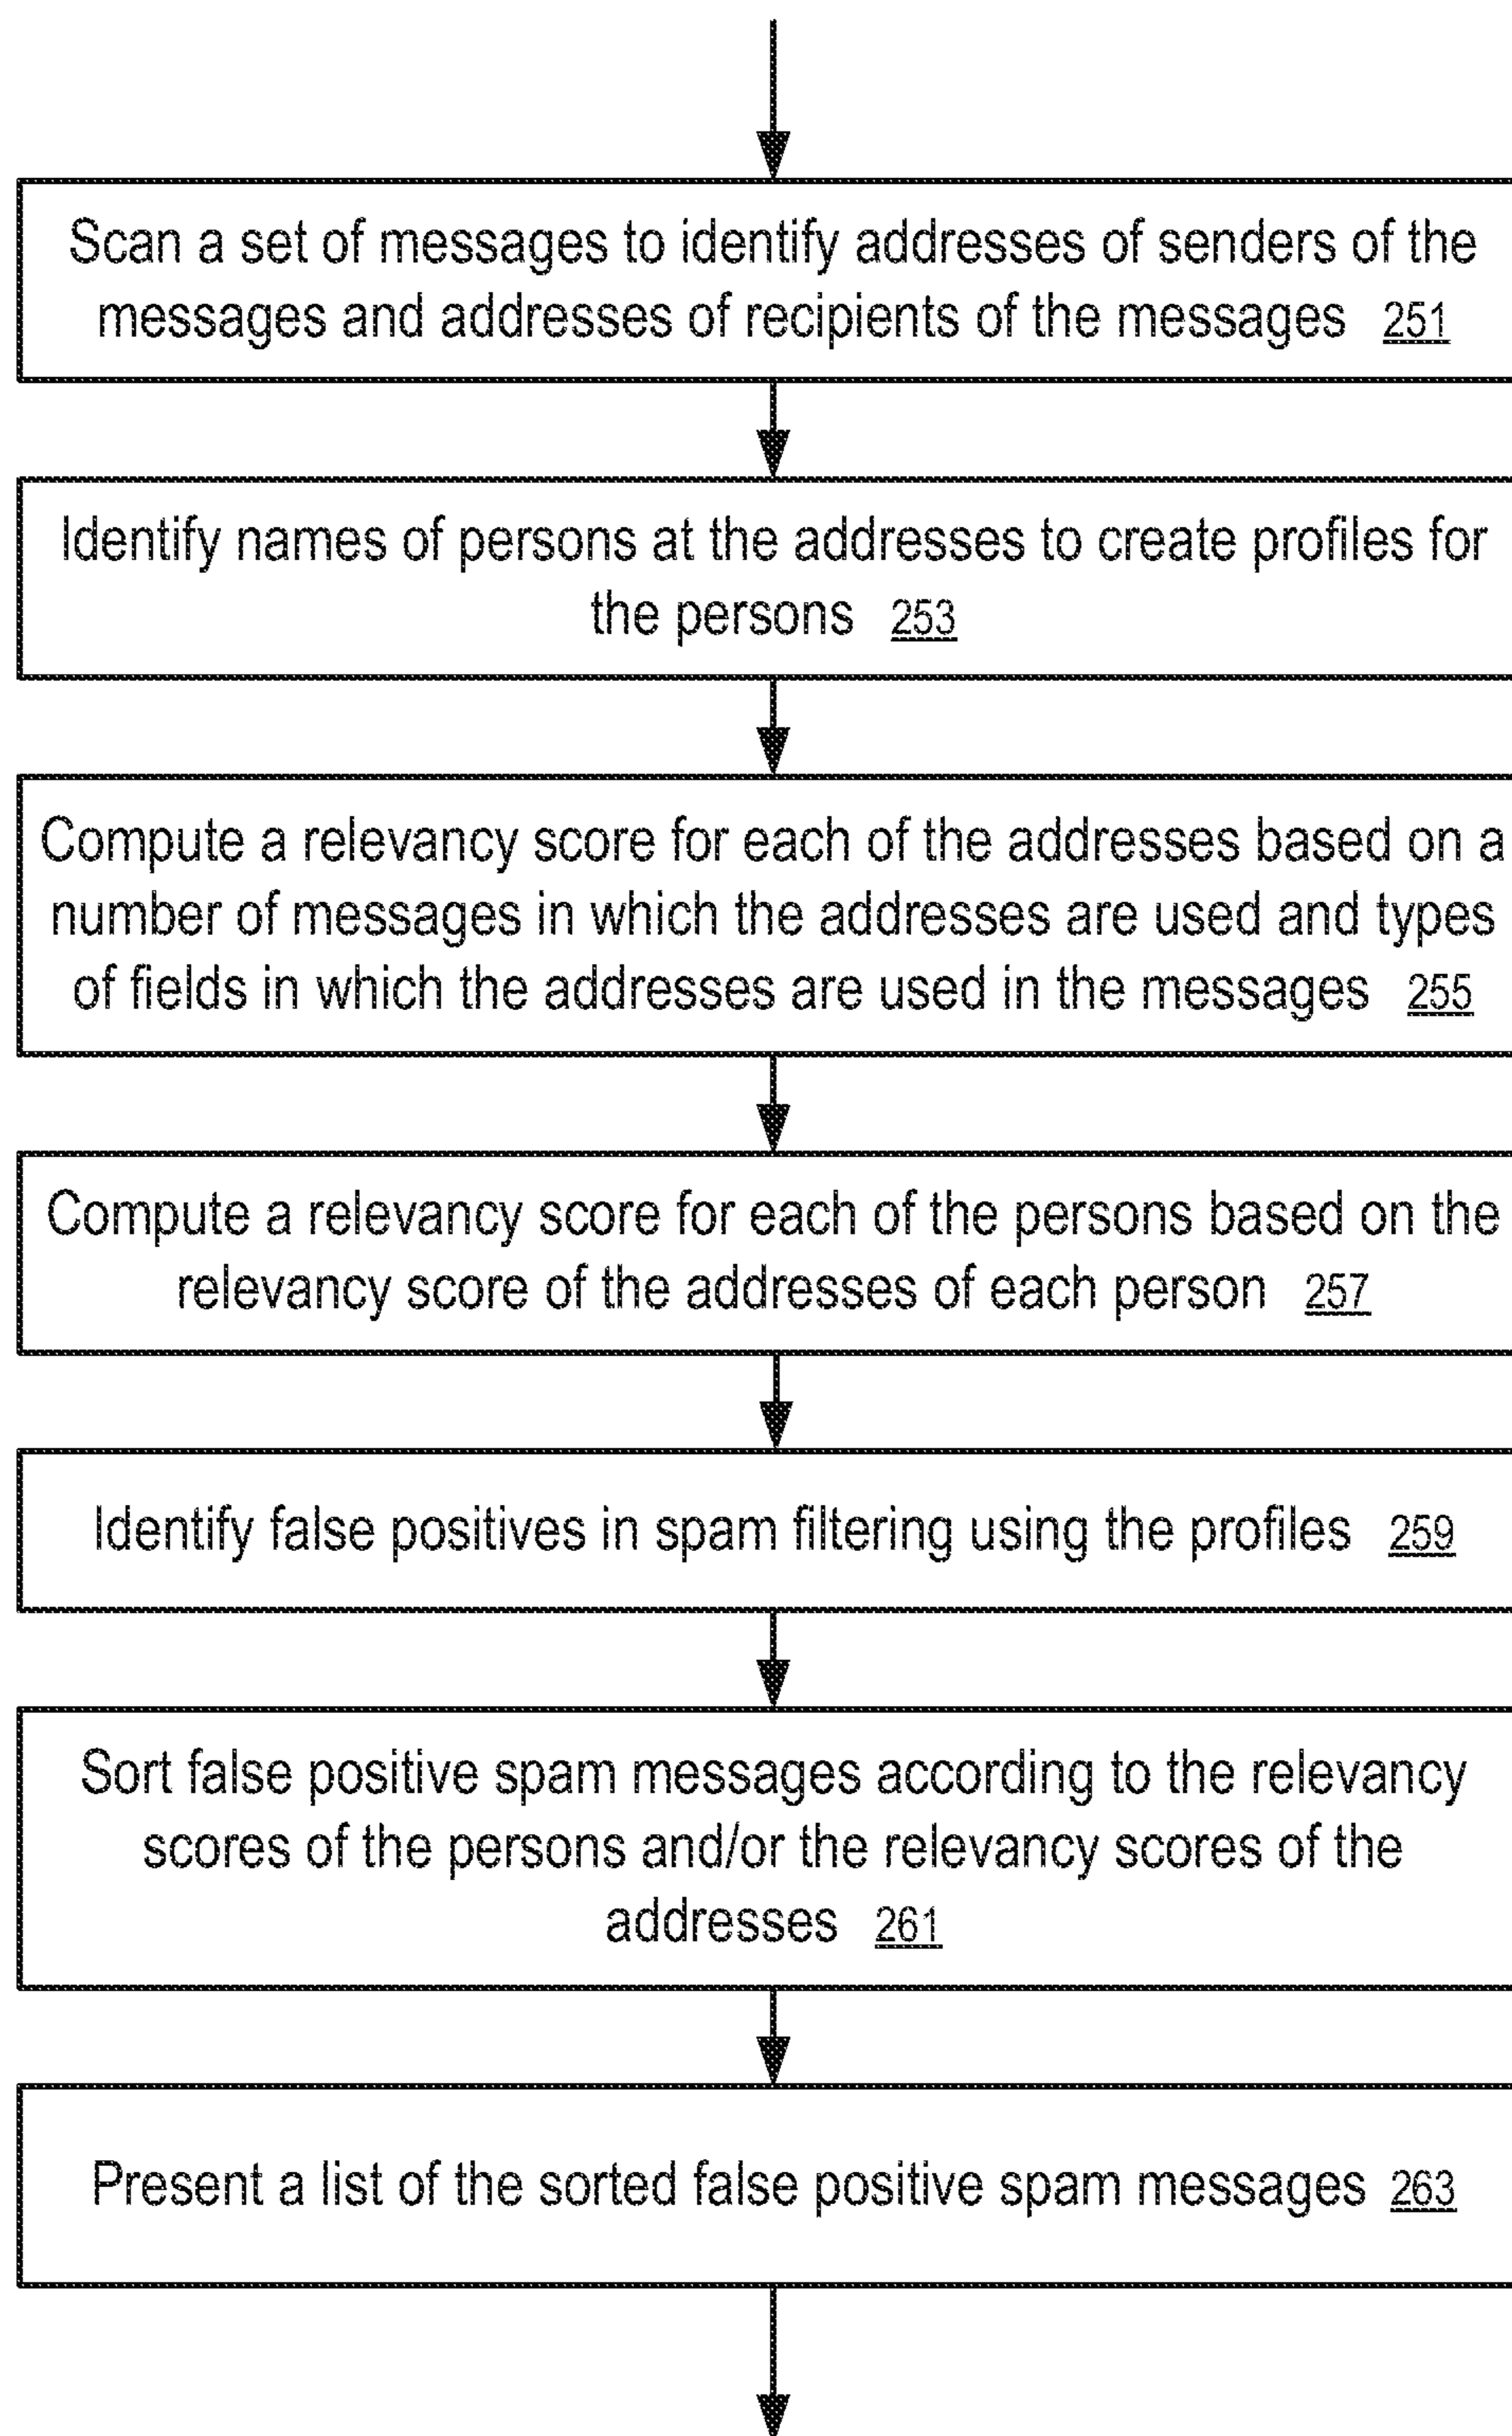 Scan a set of messages to identify addresses of senders of the
messages and addresses of recipients of the messages 251
Identify names of persons at the addresses to create profiles for
the persons 253
Compute a relevancy score for each of the addresses based on a
number of messages in which the addresses are used and types
of fields in which the addresses are used in the messages 255
Compute a relevancy score for each of the persons based on the
relevancy score of the addresses of each person 257
Identify false positives in spam filtering using the profiles 259
Sort false positive spam messages according to the relevancy
scores of the persons and/or the relevancy scores of the
addresses 261
Present a list of the sorted false positive spam messages 263